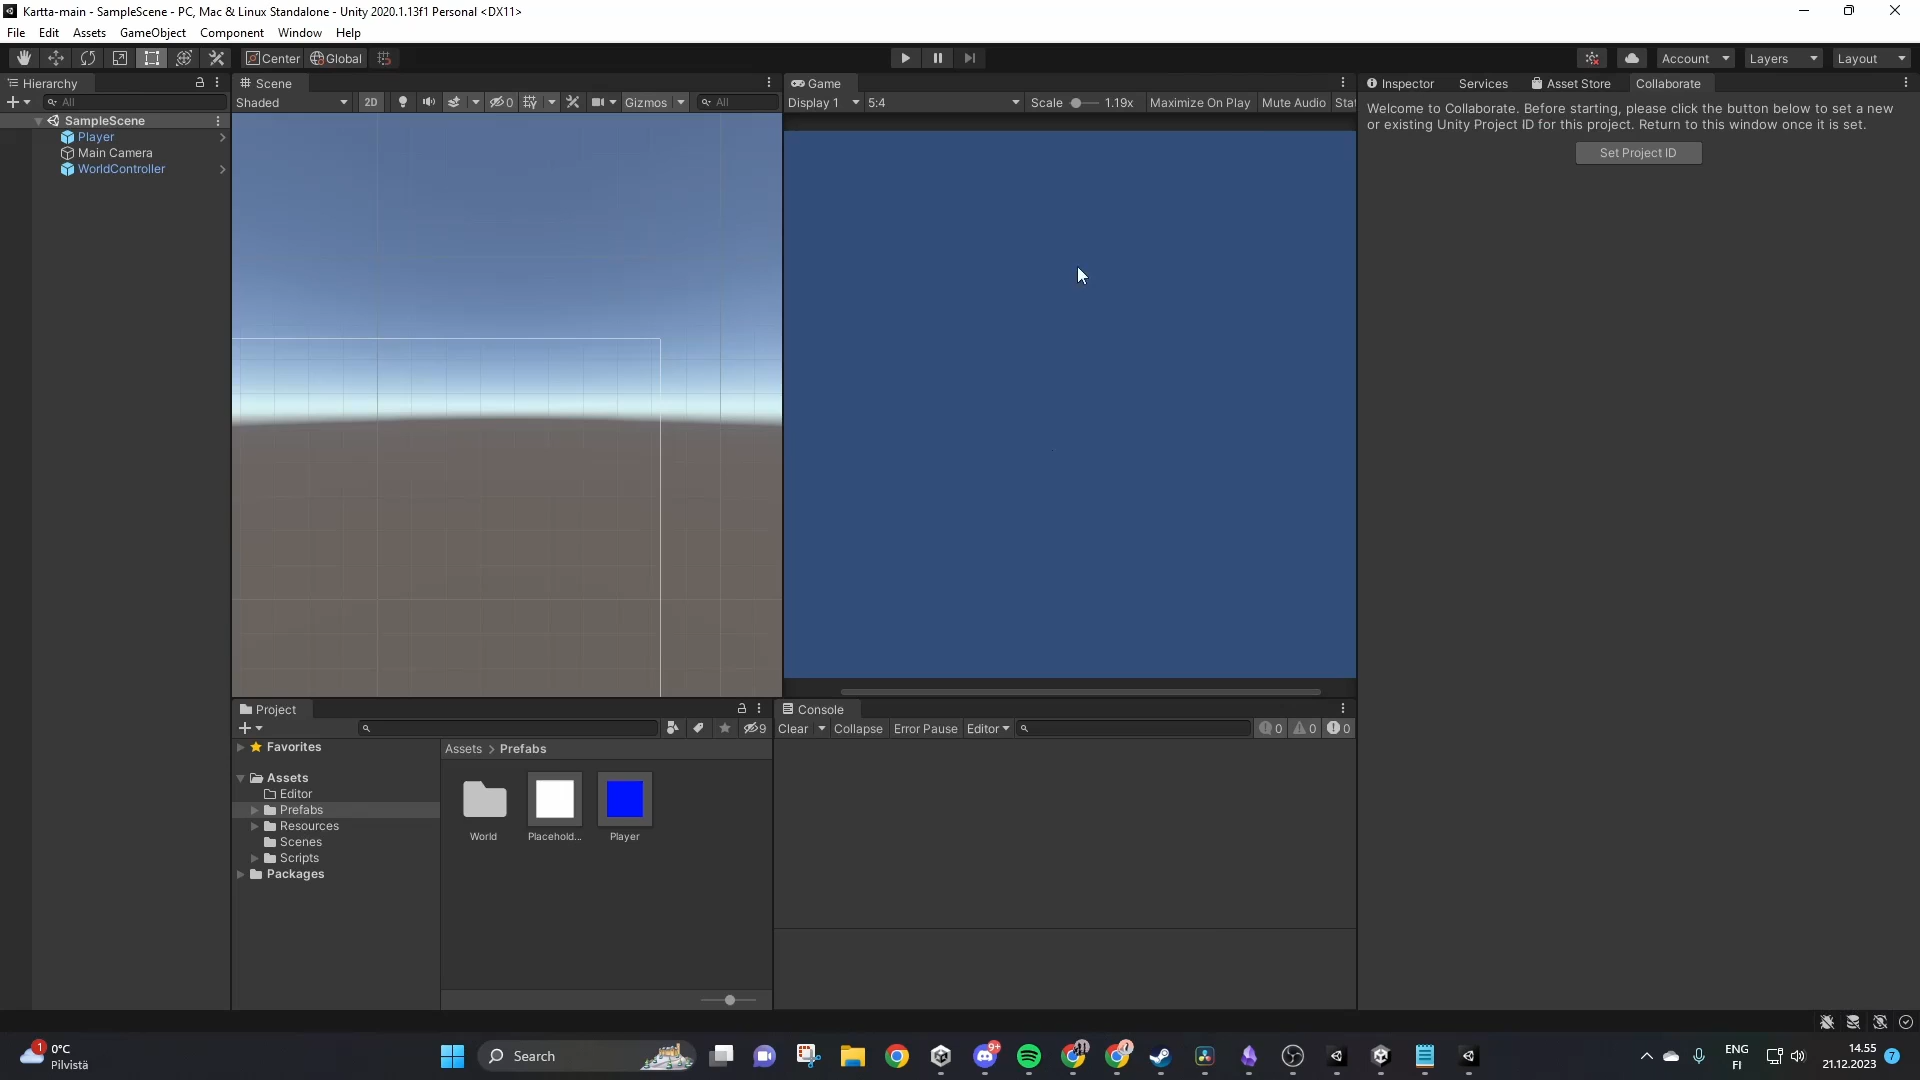 Kartta-main - SampleScene - PC, Mac & Linux Standalone - Unity 2020.1.13f1 Personal <DX11>
File Edit Assets GameObject Component Window Help
Center Global Account Layers Layout
Hierarchy Scene Game Inspector Services Asset Store Collaborate
All Shaded 2D 0 Gizmos All Display 1 5:4 Scale 1.19x Maximize On Play Mute Audio Stat
Welcome to Collaborate. Before starting, please click the button below to set a new
or existing Unity Project ID for this project. Return to this window once it is set.
Set Project ID
SampleScene
Player
Main Camera
WorldController
Project Console
9 Clear Collapse Error Pause Editor 0 0 0
Favorites
Assets > Prefabs
Assets
Editor
Prefabs
Resources
Scenes
Scripts
Packages
World Placehold... Player
1 0°C
Pilvistä
Search
9+
ENG
FI
14.55
21.12.2023
7